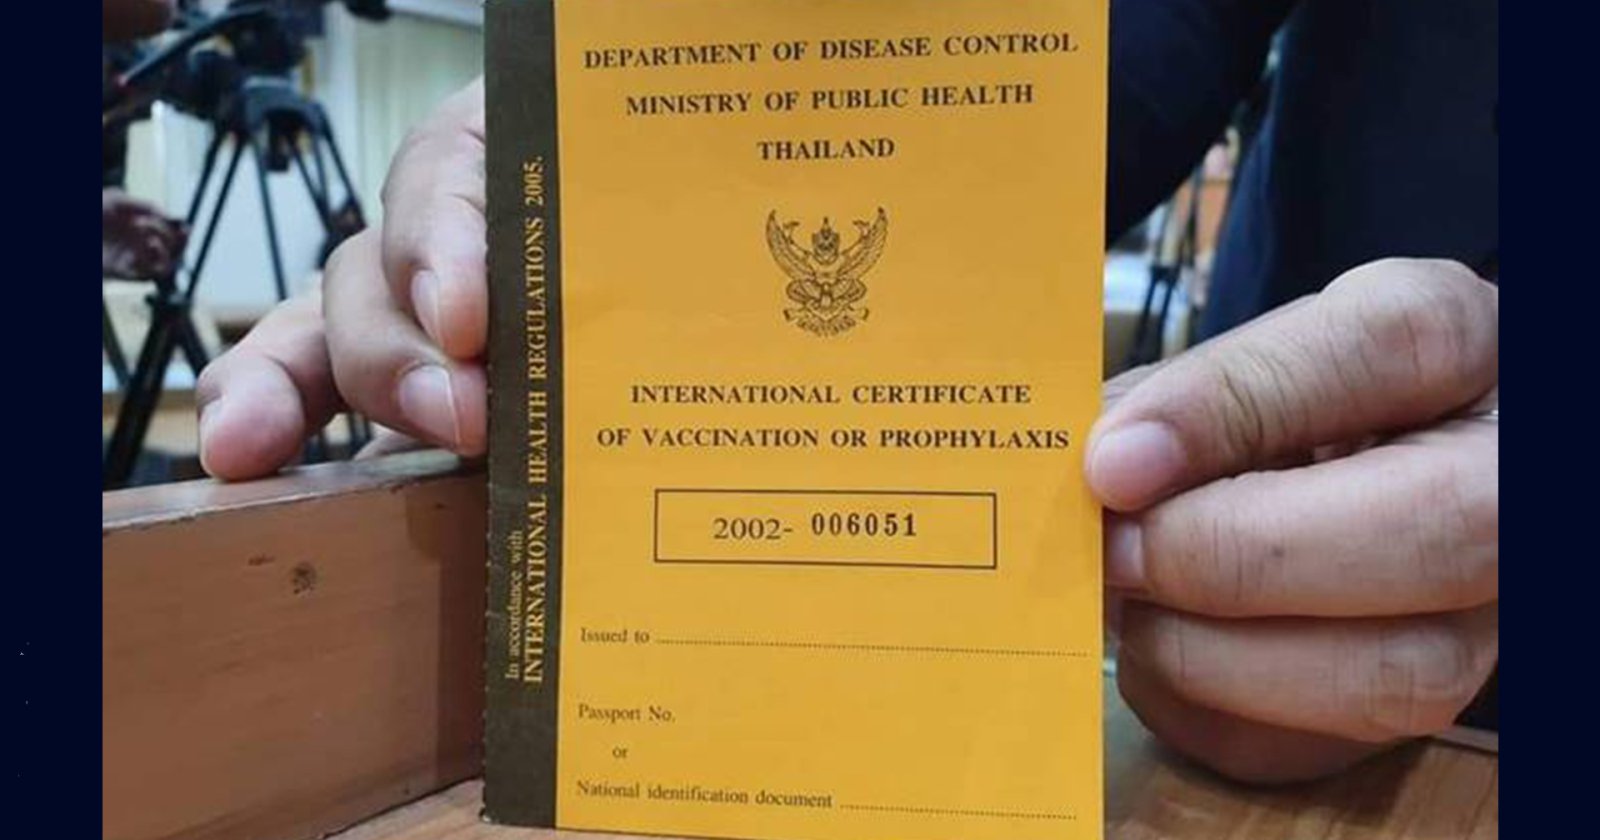 DEPARTMENT OF DISEASE CONTROL
MINISTRY OF PUBLIC HEALTH
THAILAND
INTERNATIONAL CERTIFICATE
OF VACCINATION OR PROPHYLAXIS
2002- 006051
Issued to
Passport No.
or
National identification document
In accordance with
INTERNATIONAL HEALTH REGULATIONS 2005.